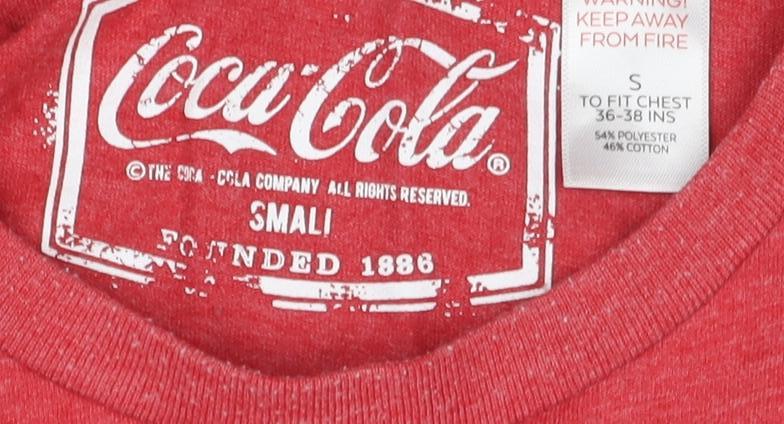 Coca-Cola®
© THE COCA-COLA COMPANY ALL RIGHTS RESERVED.
SMALL
FOUNDED 1886
WARNING!
KEEP AWAY
FROM FIRE
S
TO FIT CHEST
36-38 INS
54% POLYESTER
46% COTTON